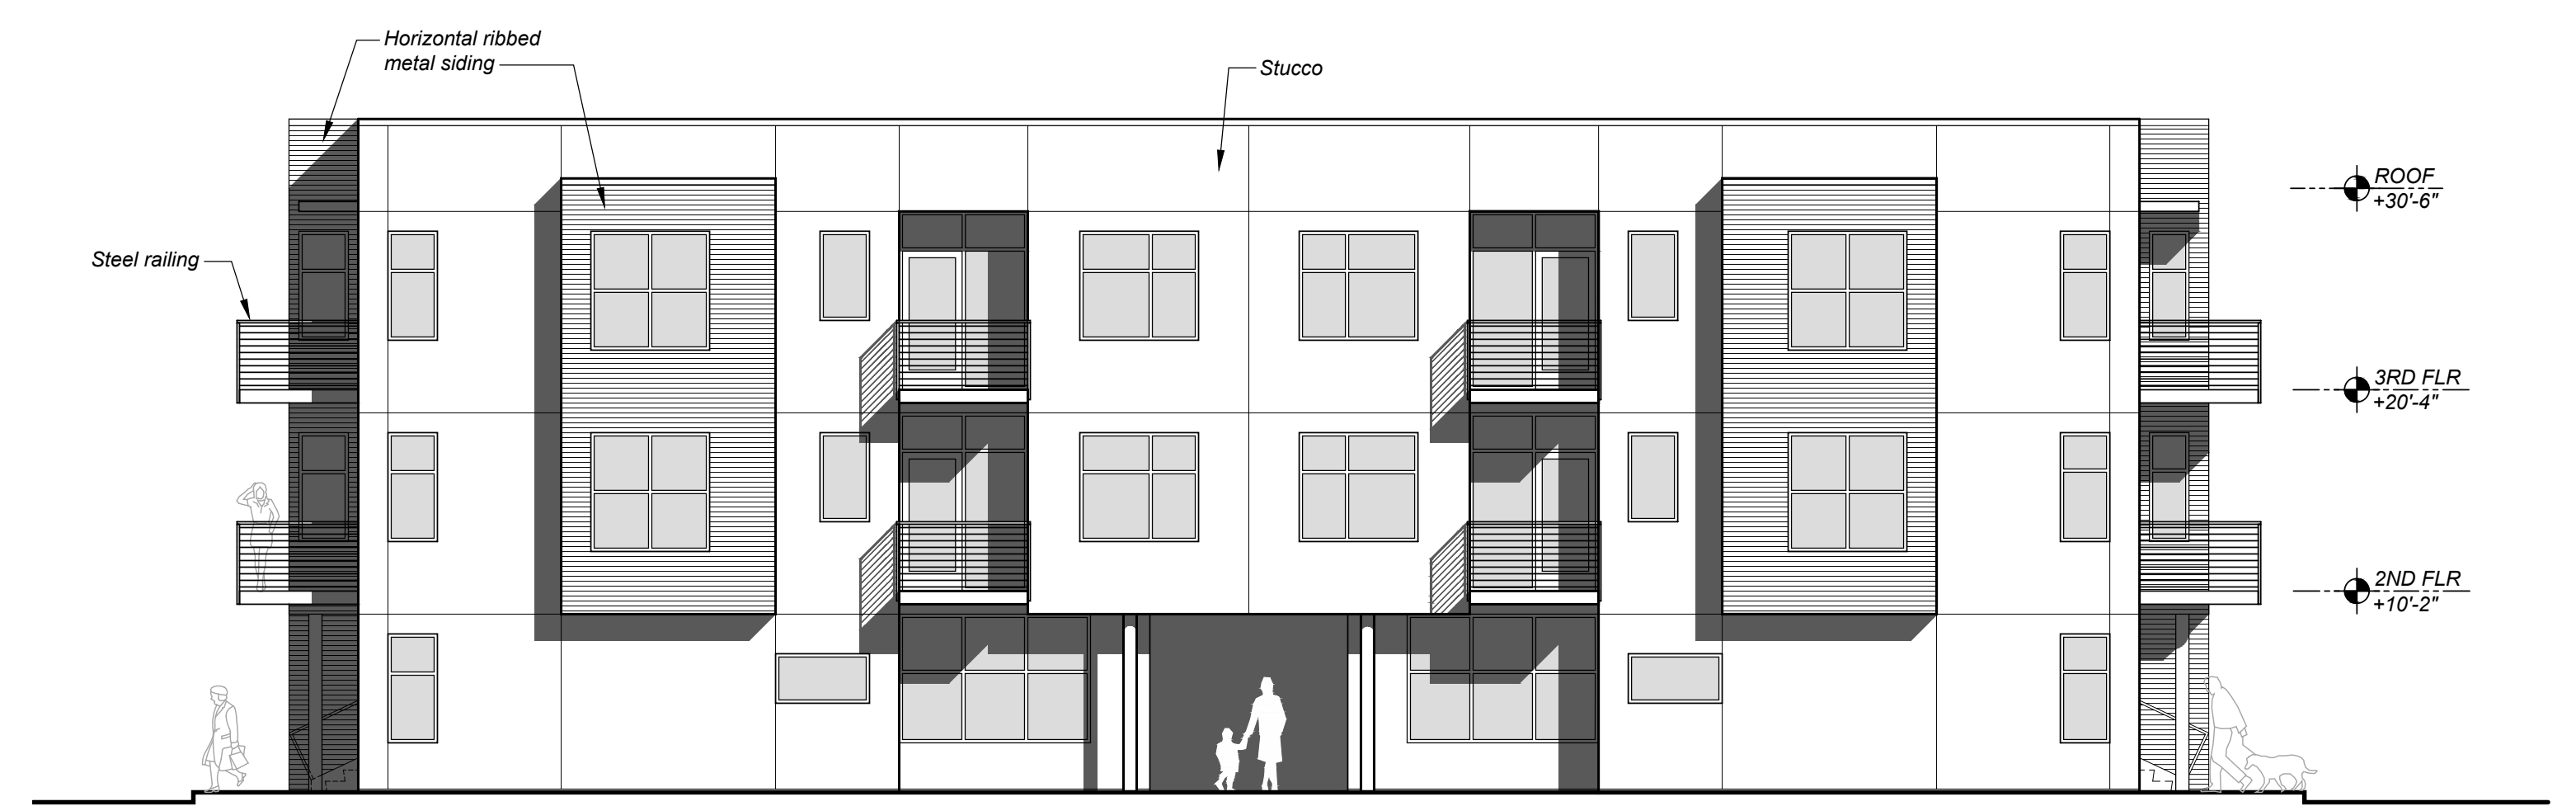 Horizontal ribbed
metal siding
Stucco
Steel railing
ROOF
+30'-6"
3RD FLR
+20'-4"
2ND FLR
+10'-2"